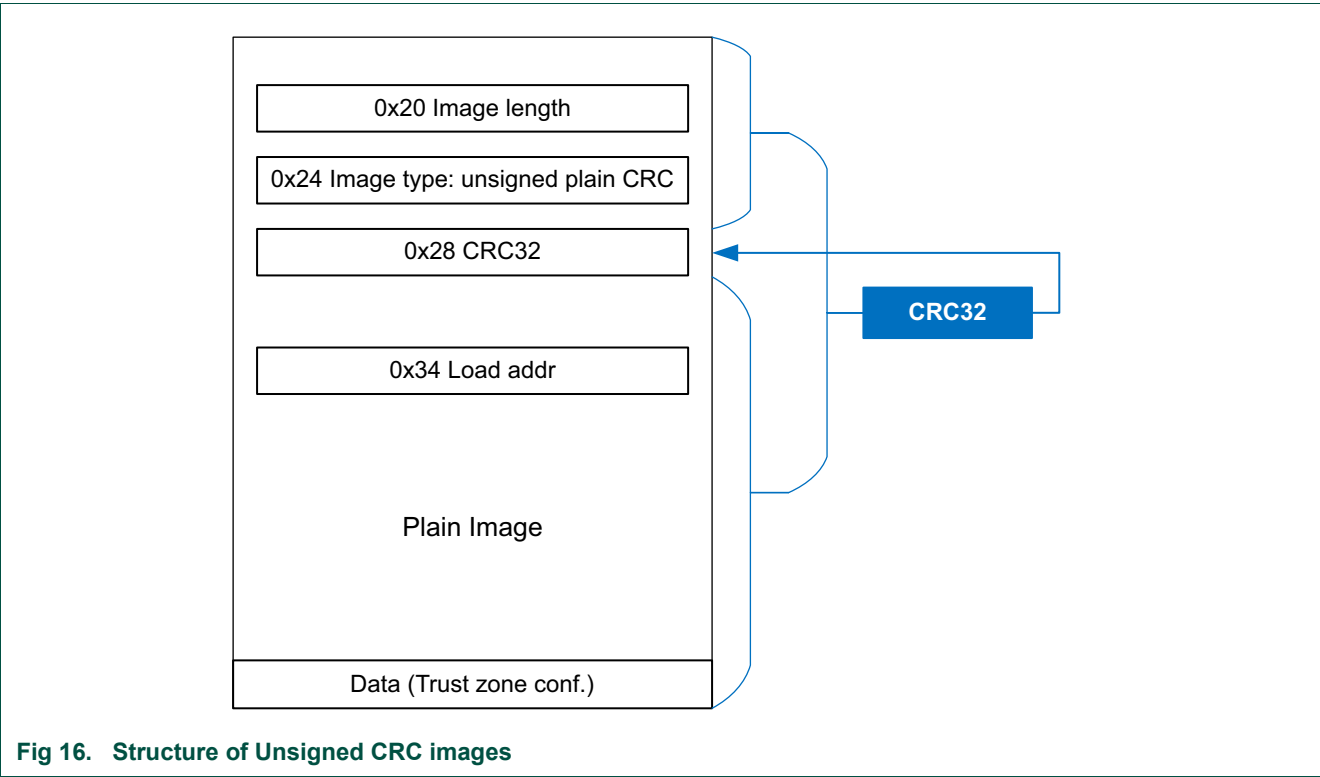 0x20 Image length
0x24 Image type: unsigned plain CRC
0x28 CRC32
CRC32
0x34 Load addr
Plain Image
Data (Trust zone conf.)
Fig 16. Structure of Unsigned CRC images